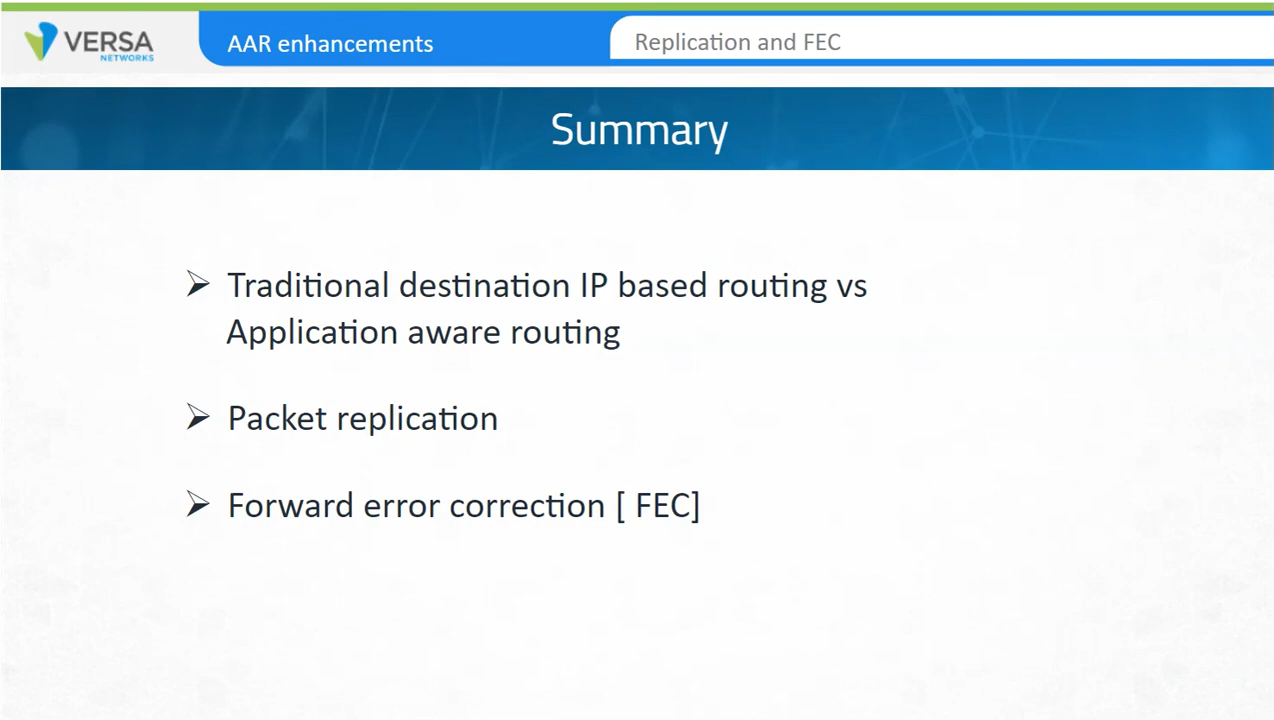 VERSA
NETWORKS
AAR enhancements
Replication and FEC
Summary
Traditional destination IP based routing vs
Application aware routing
Packet replication
Forward error correction [ FEC]